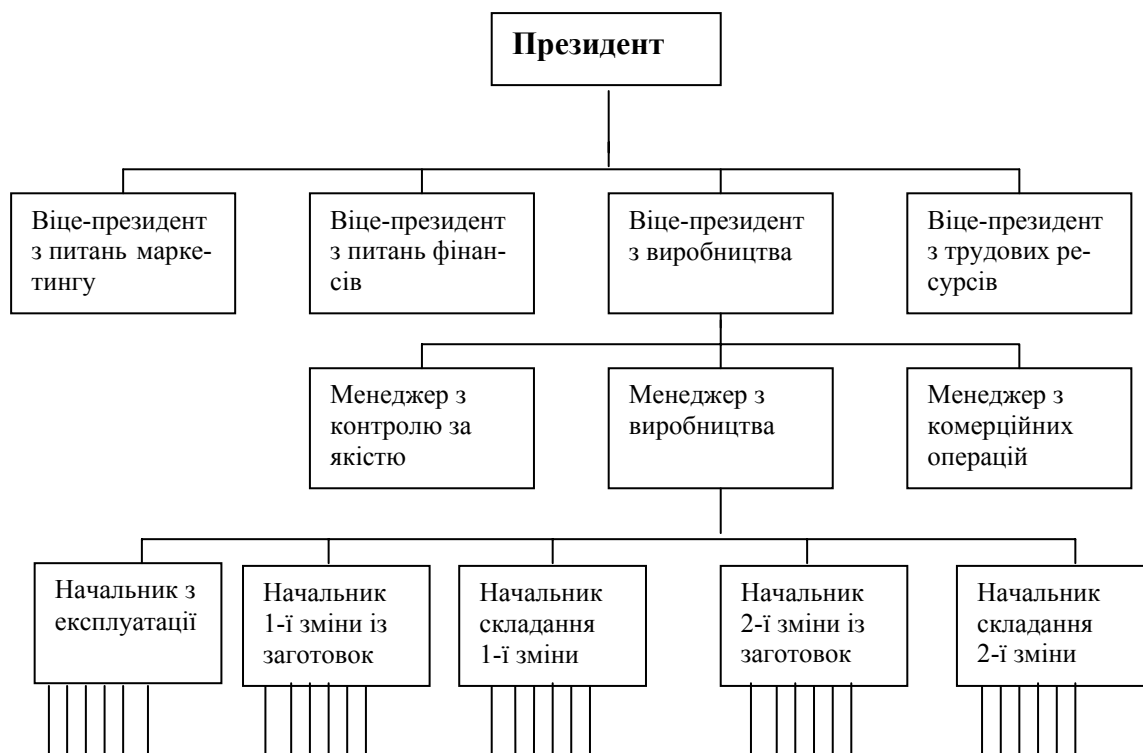 Президент
Віце-президент
з питань марке-
тингу
Віце-президент
з питань фінан-
сів
Віце-президент
з виробництва
Віце-президент
з трудових ре-
сурсів
Менеджер з
контролю за
якістю
Менеджер з
виробництва
Менеджер з
комерційних
операцій
Начальник з
експлуатації
Начальник
1-ї зміни із
заготовок
Начальник
складання
1-ї зміни
Начальник
2-ї зміни із
заготовок
Начальник
складання
2-ї зміни